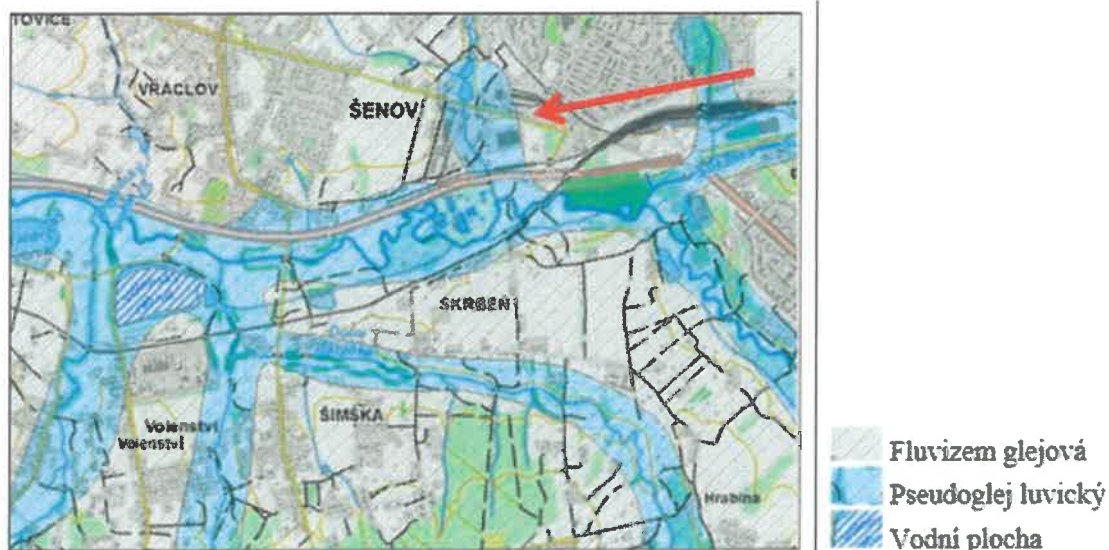 TOVICE
VRACLOV
ŠENOV
SKRBEŇ
ŠIMŠKA
Volenství
Volenství
Hrabina
Fluvizem glejová
Pseudoglej luvický
Vodní plocha